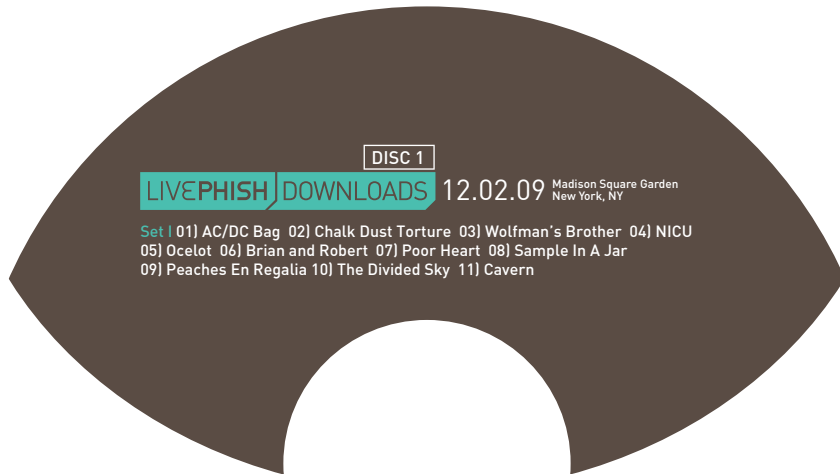 DISC 1
LIVEPHISH DOWNLOADS 12.02.09 Madison Square Garden
New York, NY
Set I 01) AC/DC Bag 02) Chalk Dust Torture 03) Wolfman's Brother 04) NICU
05) Ocelot 06) Brian and Robert 07) Poor Heart 08) Sample In A Jar
09) Peaches En Regalia 10) The Divided Sky 11) Cavern